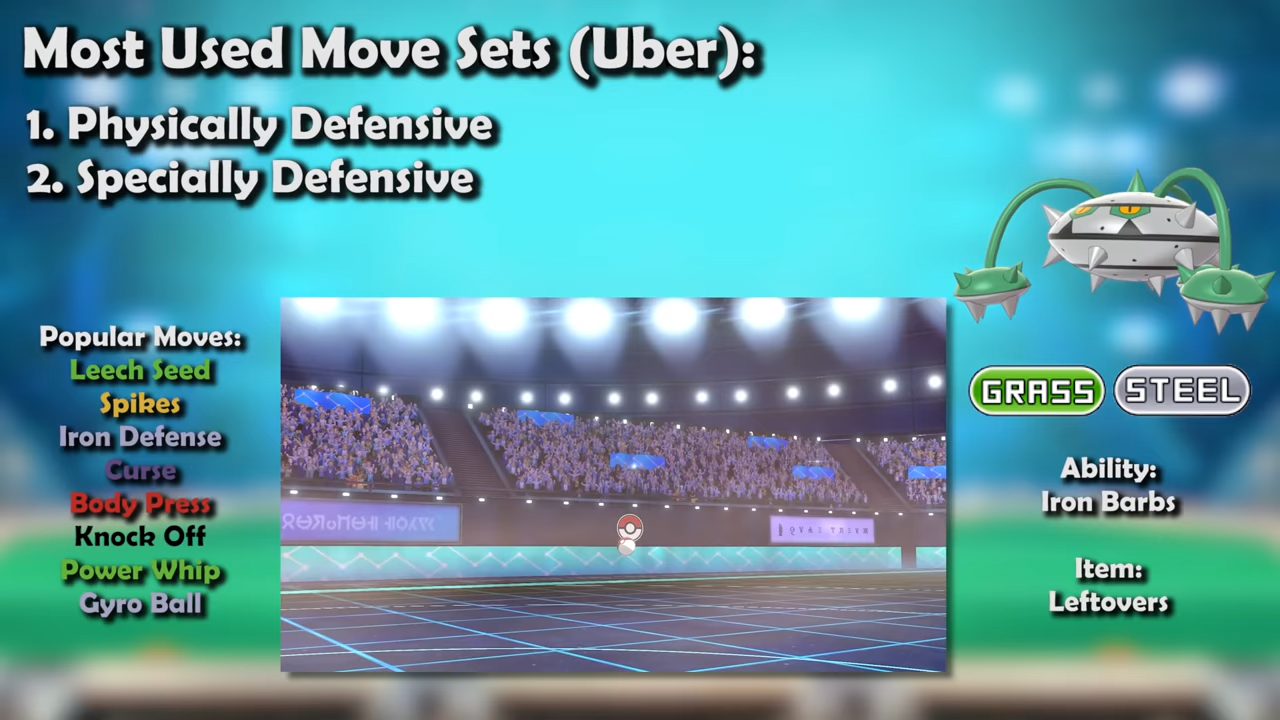 Most Used Move Sets (Uber):
1. Physically Defensive
2. Specially Defensive
Popular Moves:
Leech Seed
Spikes
Iron Defense
Curse
Body Press
Knock Off
Power Whip
Gyro Ball
GRASS STEEL
Ability:
Iron Barbs
Item:
Leftovers